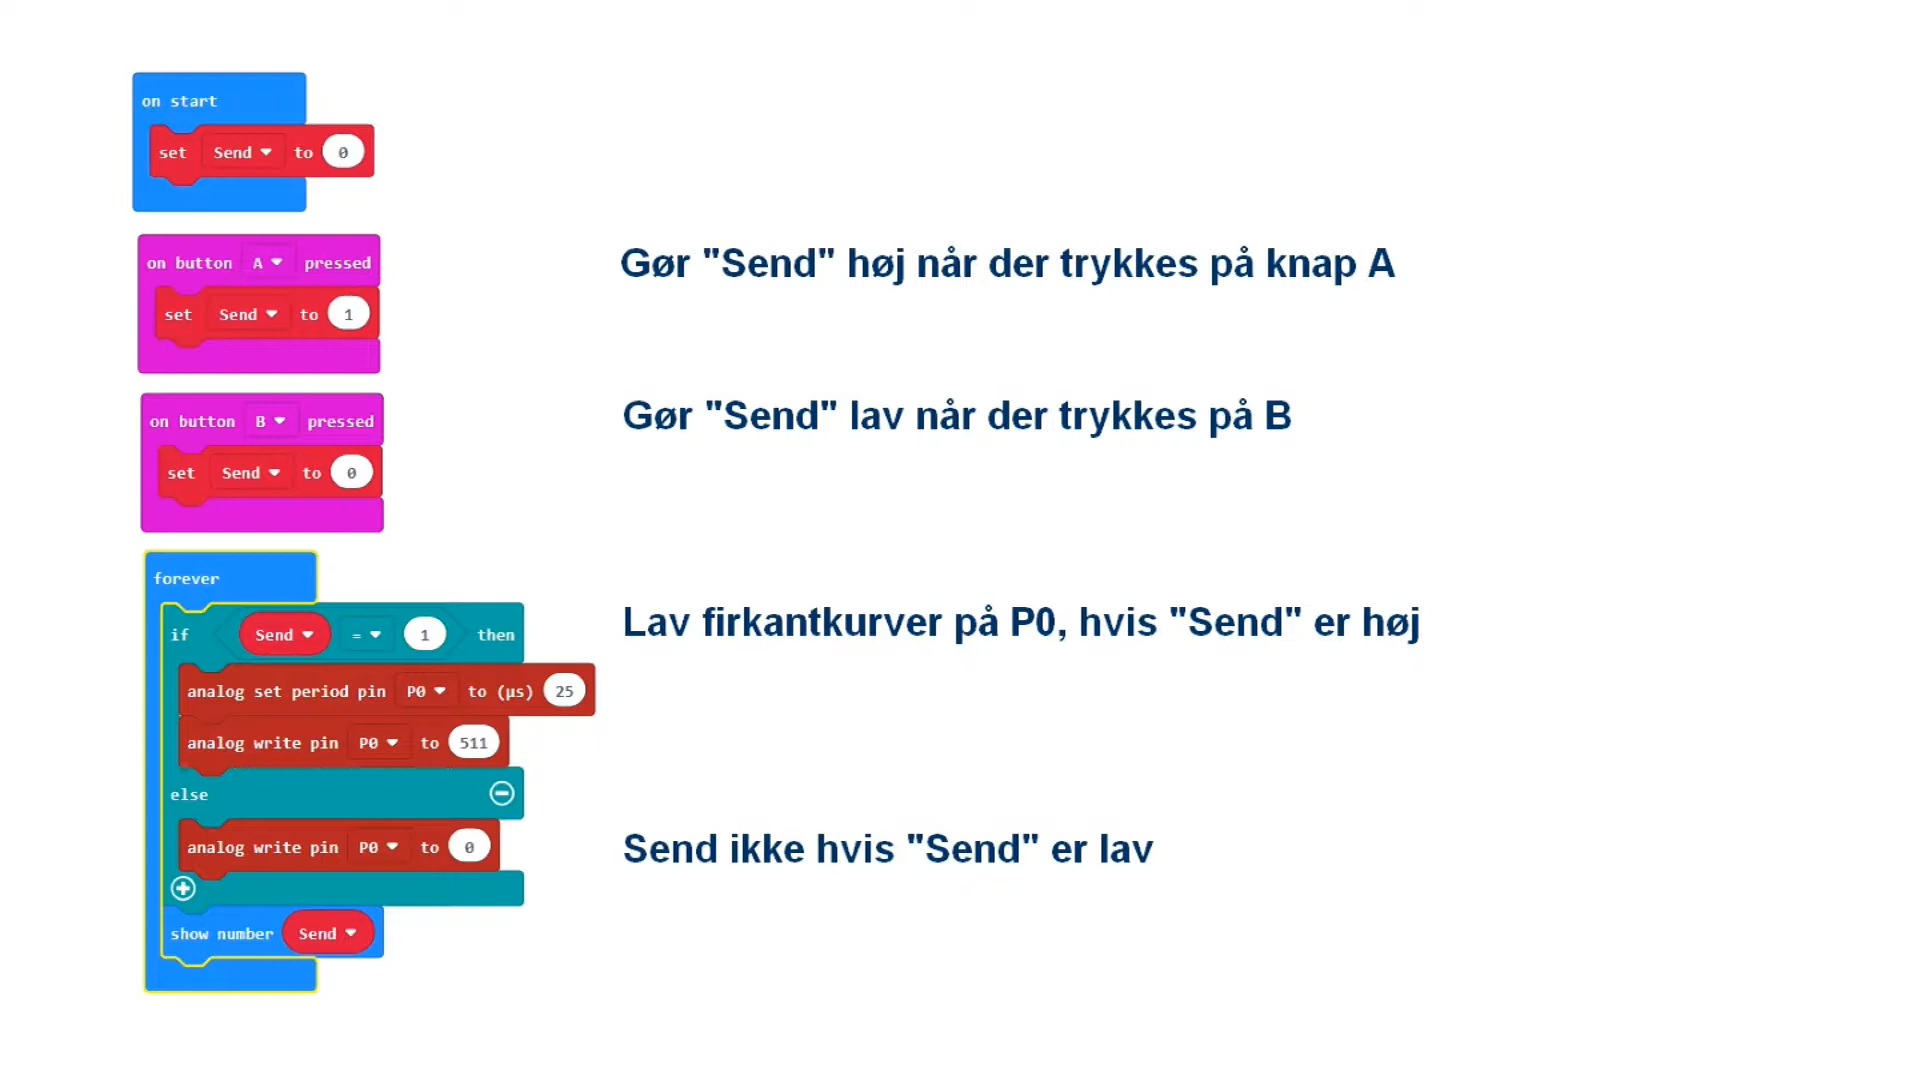 on start
set Send to 0
on button A pressed
set Send to 1
Gør "Send" høj når der trykkes på knap A
on button B pressed
set Send to 0
Gør "Send" lav når der trykkes på B
forever
if Send = 1 then
analog set period pin P0 to (µs) 25
analog write pin P0 to 511
Lav firkantkurver på P0, hvis "Send" er høj
else
analog write pin P0 to 0
Send ikke hvis "Send" er lav
show number Send